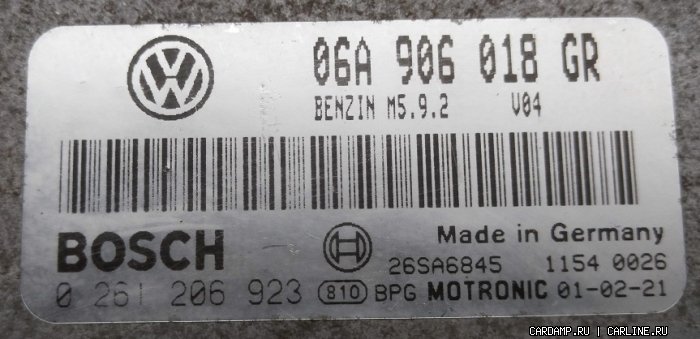 06A 906 018 GR
BENZIN M5.9.2 V04
BOSCH
Made in Germany
26SA6845 1154 0026
0 261 206 923 810 BPG MOTRONIC 01-02-21
CARDAMP.RU | CARLINE.RU